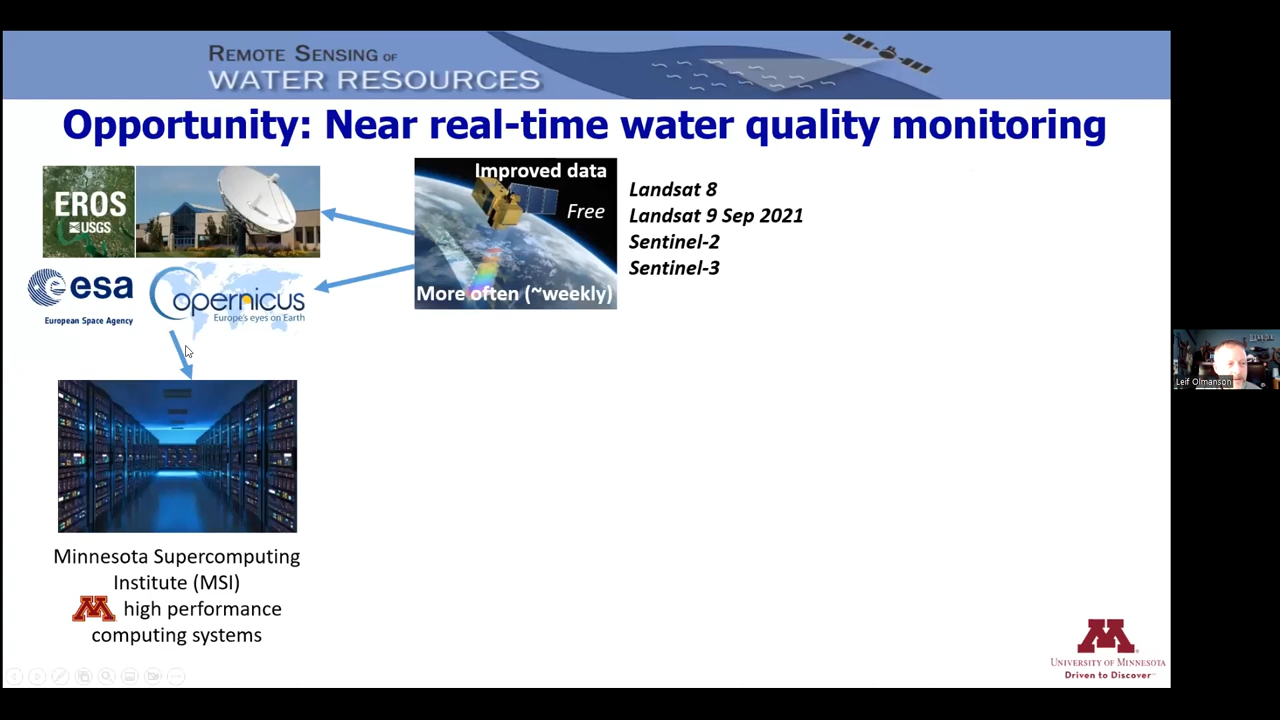 REMOTE SENSING OF
WATER RESOURCES
Opportunity: Near real-time water quality monitoring
EROS
USGS
Improved data
Free
More often (~weekly)
Landsat 8
Landsat 9 Sep 2021
Sentinel-2
Sentinel-3
esa
European Space Agency
opernicus
Europe's eyes on Earth
Minnesota Supercomputing
Institute (MSI)
M high performance
computing systems
Leif Olmanson
M
UNIVERSITY OF MINNESOTA
Driven to Discover